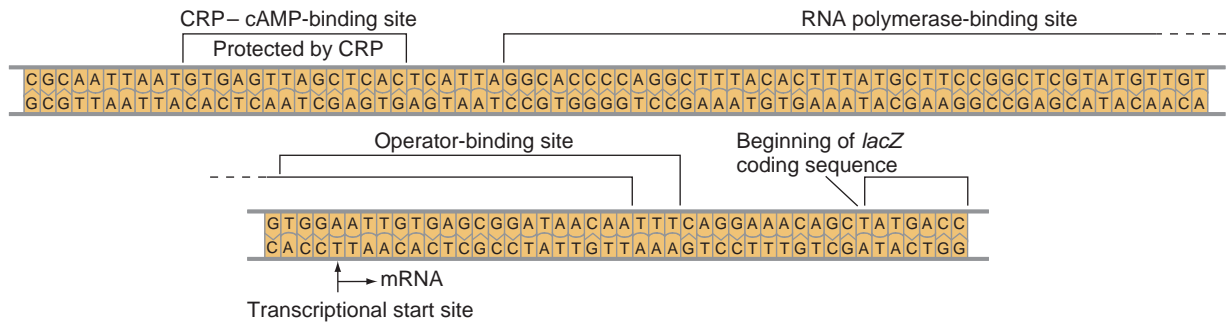 CRP–cAMP-binding site
RNA polymerase-binding site
Protected by CRP
CGCAATTAATGTGAGTTAGCTCACTCATTAGGCACCCCAGGCTTTACACTTTATGCTTCCGGCTCGTATGTTGT
GCGTTAATTACACTCAATCGAGTGAGTAATCCGTGGGGTCCGAAATGTGAAATACGAAGGCCGAGCATACAACA
Operator-binding site
Beginning of lacZ
coding sequence
GTGGAATTGTGAGCGGATAACAATTTCAGGAAACAGCTATGACC
CACCTTAACACTCGCCTATTGTTAAAGTCCTTTGTCGATACTGG
mRNA
Transcriptional start site